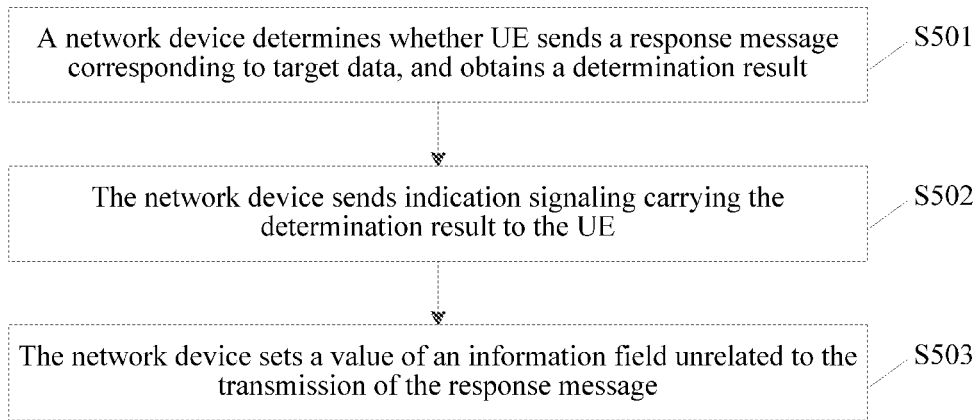 A network device determines whether UE sends a response message
corresponding to target data, and obtains a determination result
S501
The network device sends indication signaling carrying the
determination result to the UE
S502
The network device sets a value of an information field unrelated to the
transmission of the response message
S503